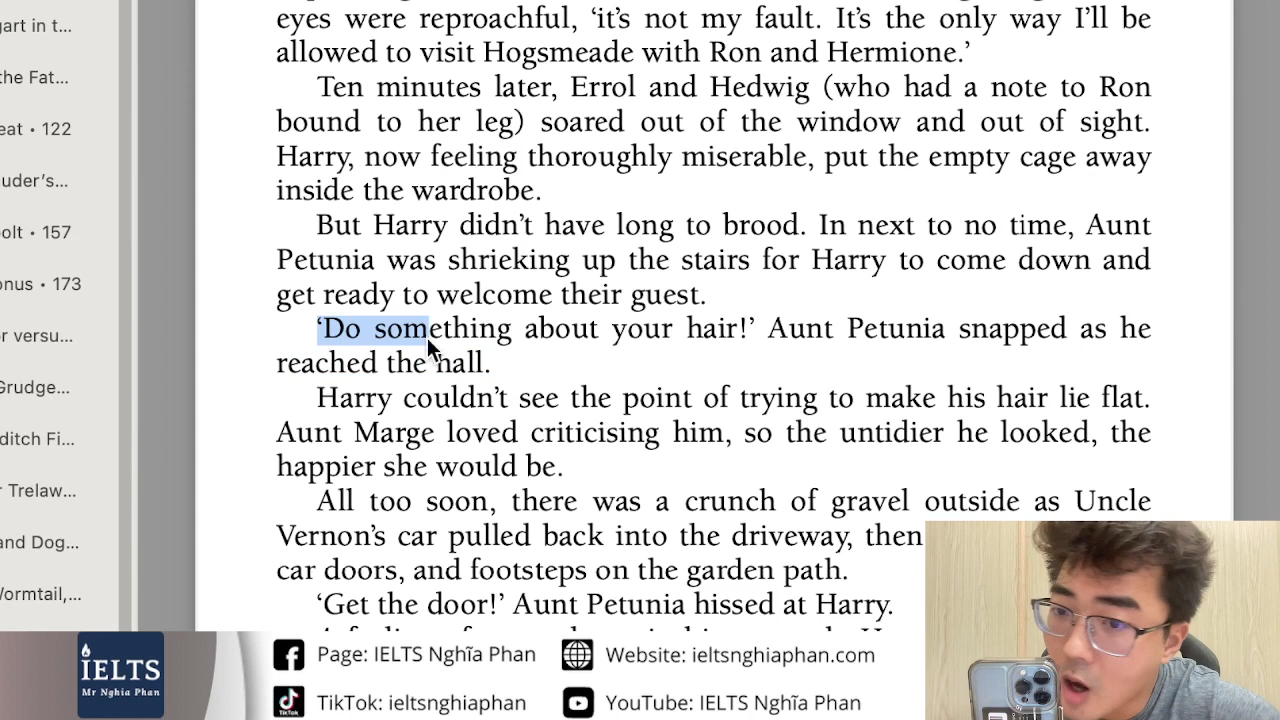 gart in t...
the Fat...
eat • 122
uder's...
olt • 157
onus • 173
or versu...
Grudge...
ditch Fi...
r Trelaw...
and Dog...
Wormtail,...
eyes were reproachful, ‘it’s not my fault. It’s the only way I’ll be
allowed to visit Hogsmeade with Ron and Hermione.’
Ten minutes later, Errol and Hedwig (who had a note to Ron
bound to her leg) soared out of the window and out of sight.
Harry, now feeling thoroughly miserable, put the empty cage away
inside the wardrobe.
But Harry didn’t have long to brood. In next to no time, Aunt
Petunia was shrieking up the stairs for Harry to come down and
get ready to welcome their guest.
‘Do something about your hair!’ Aunt Petunia snapped as he
reached the hall.
Harry couldn’t see the point of trying to make his hair lie flat.
Aunt Marge loved criticising him, so the untidier he looked, the
happier she would be.
All too soon, there was a crunch of gravel outside as Uncle
Vernon’s car pulled back into the driveway, then
car doors, and footsteps on the garden path.
‘Get the door!’ Aunt Petunia hissed at Harry.
IELTS
Mr Nghia Phan
Page: IELTS Nghĩa Phan
Website: ieltsnghiaphan.com
TikTok: ieltsnghiaphan
YouTube: IELTS Nghĩa Phan